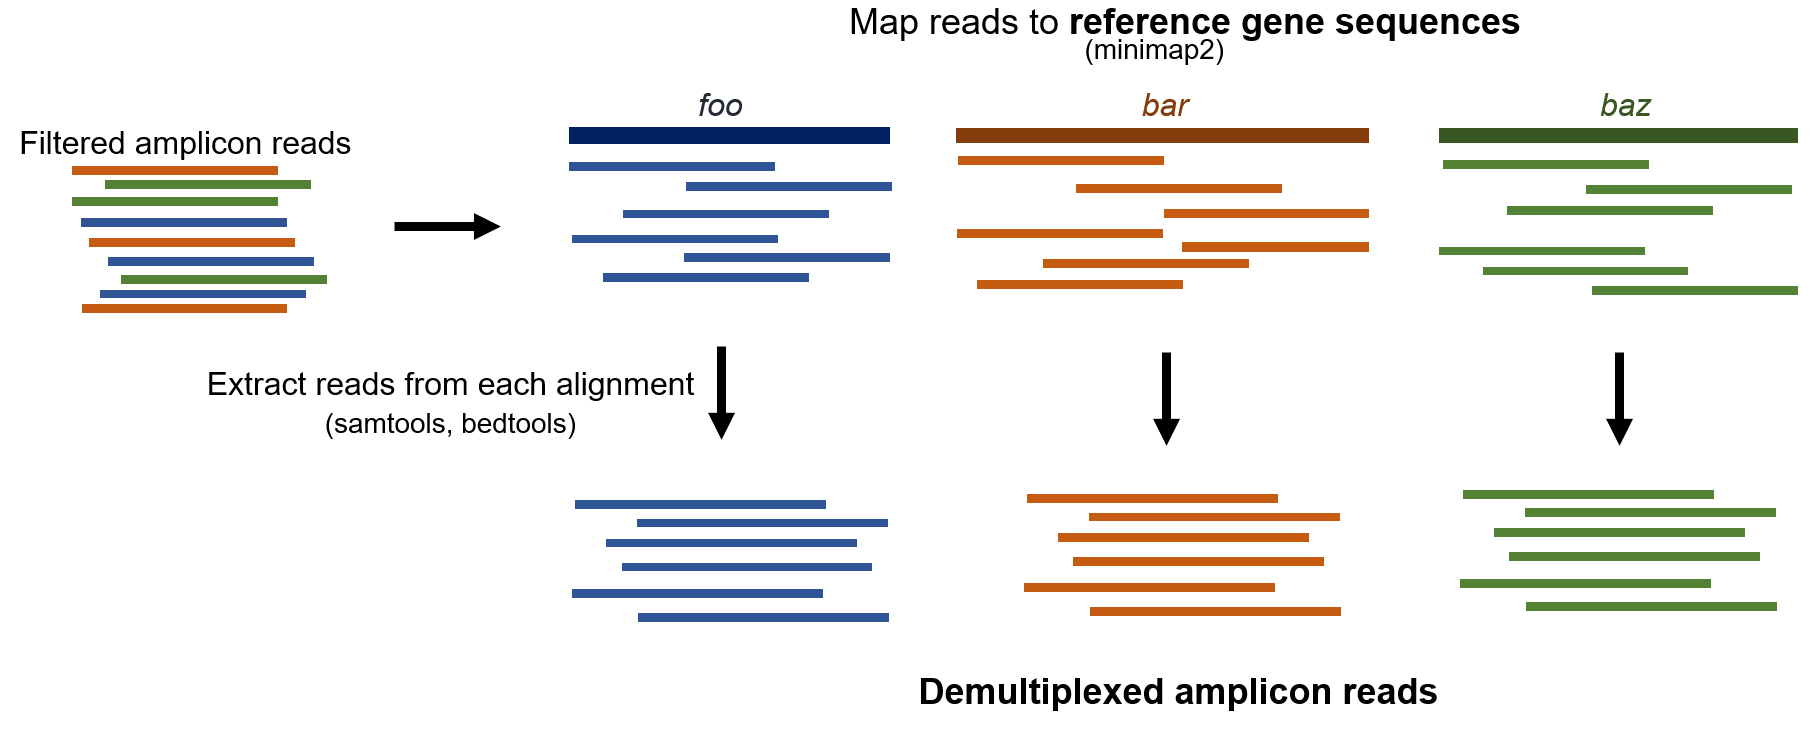 Map reads to reference gene sequences
(minimap2)
foo
bar
baz
Filtered amplicon reads
Extract reads from each alignment
(samtools, bedtools)
Demultiplexed amplicon reads